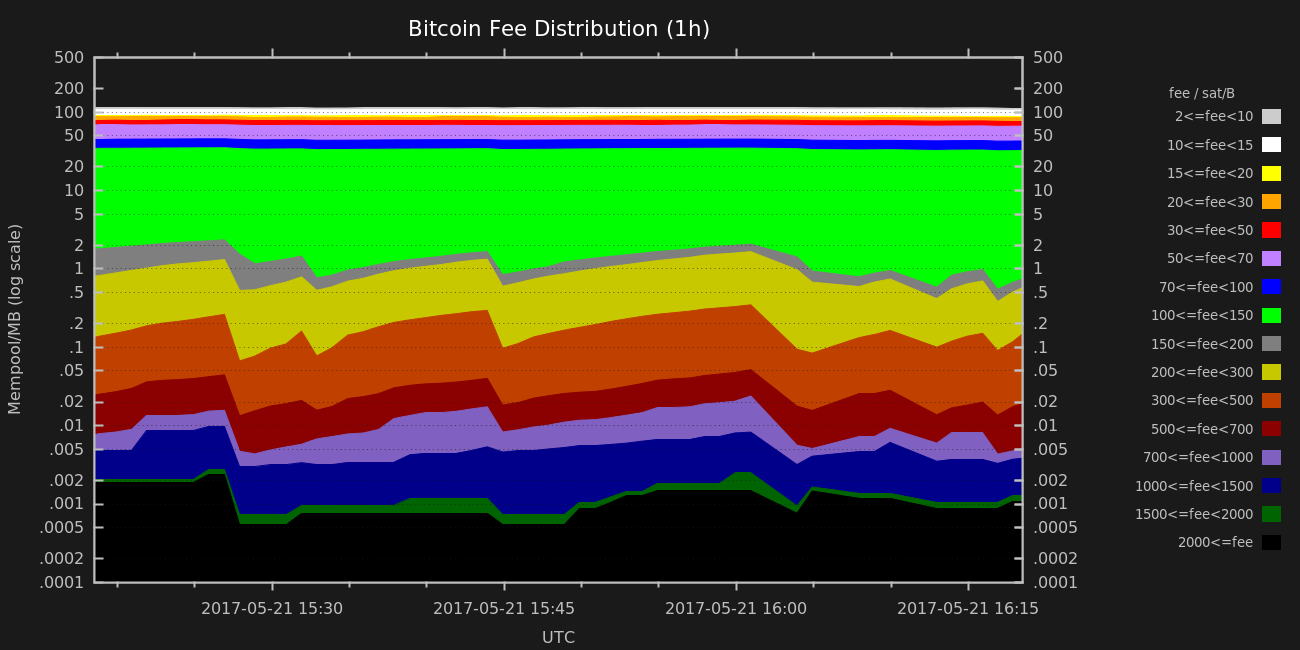 Bitcoin Fee Distribution (1h)
500
200
100
50
20
10
5
2
1
.5
.2
.1
.05
.02
.01
.005
.002
.001
.0005
.0002
.0001
Mempool/MB (log scale)
500
200
100
50
20
10
5
2
1
.5
.2
.1
.05
.02
.01
.005
.002
.001
.0005
.0002
.0001
2017-05-21 15:30
2017-05-21 15:45
2017-05-21 16:00
2017-05-21 16:15
UTC
fee / sat/B
2<=fee<10
10<=fee<15
15<=fee<20
20<=fee<30
30<=fee<50
50<=fee<70
70<=fee<100
100<=fee<150
150<=fee<200
200<=fee<300
300<=fee<500
500<=fee<700
700<=fee<1000
1000<=fee<1500
1500<=fee<2000
2000<=fee